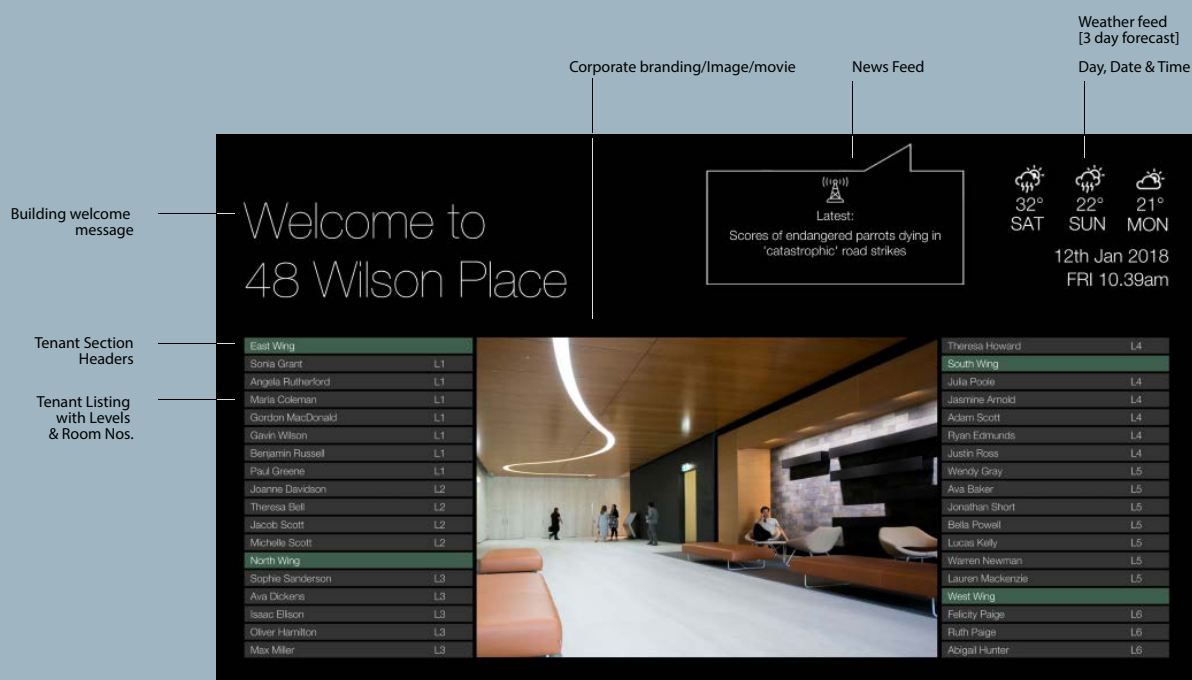 Weather feed
[3 day forecast]
Corporate branding/Image/movie
News Feed
Day, Date & Time
Building welcome
message
Welcome to
48 Wilson Place
Latest:
Scores of endangered parrots dying in
'catastrophic' road strikes
32° 22° 21°
SAT SUN MON
12th Jan 2018
FRI 10.39am
Tenant Section
Headers
Tenant Listing
with Levels
& Room Nos.
East Wing
Sonia Grant L1
Angela Rutherford L1
Maria Coleman L1
Gordon MacDonald L1
Gavin Wilson L1
Benjamin Russell L1
Paul Greene L1
Joanne Davidson L2
Theresa Bell L2
Jacob Scott L2
Michelle Scott L2
North Wing
Sophie Sanderson L3
Ava Dickens L3
Isaac Ellison L3
Oliver Hamilton L3
Max Miller L3
Theresa Howard L4
South Wing
Julia Poole L4
Jasmine Arnold L4
Adam Scott L4
Ryan Edmunds L4
Justin Ross L4
Wendy Gray L5
Ava Baker L5
Jonathan Short L5
Bella Powell L5
Lucas Kelly L5
Warren Newman L5
Lauren Mackenzie L5
West Wing
Felicity Paige L6
Ruth Paige L6
Abigail Hunter L6